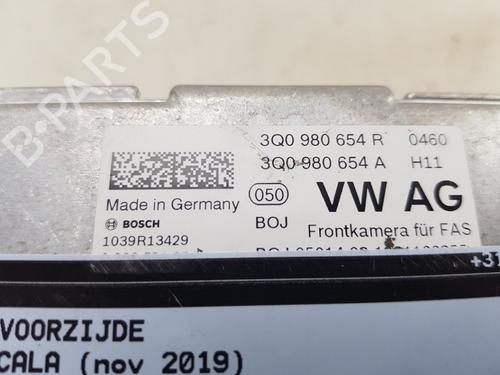 3Q0 980 654 R 0460
3Q0 980 654 A H11
Made in Germany 050 VW AG
BOSCH BOJ Frontkamera für FAS
1039R13429
VOORZIJDE
CALA (nov 2019)
B-PARTS